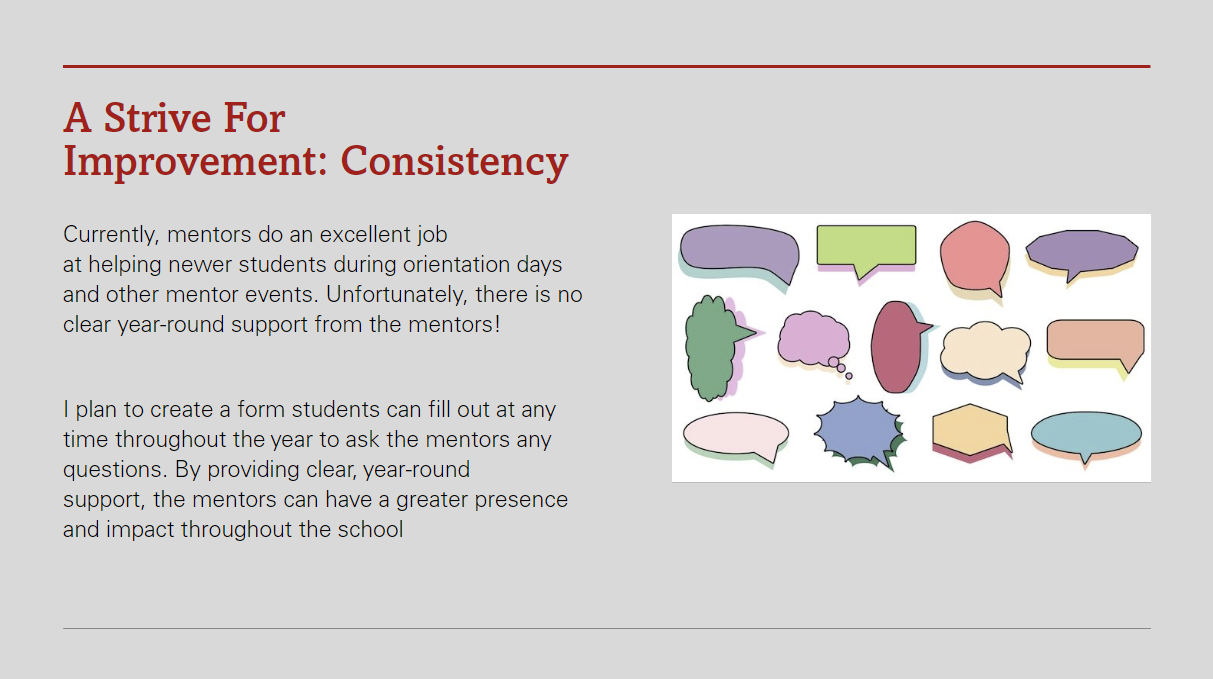 A Strive For
Improvement: Consistency
Currently, mentors do an excellent job
at helping newer students during orientation days
and other mentor events. Unfortunately, there is no
clear year-round support from the mentors!
I plan to create a form students can fill out at any
time throughout the year to ask the mentors any
questions. By providing clear, year-round
support, the mentors can have a greater presence
and impact throughout the school